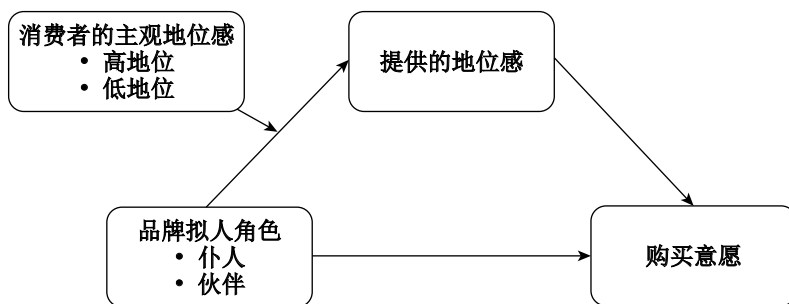 消费者的主观地位感
• 高地位
• 低地位
提供的地位感
品牌拟人角色
• 仆人
• 伙伴
购买意愿